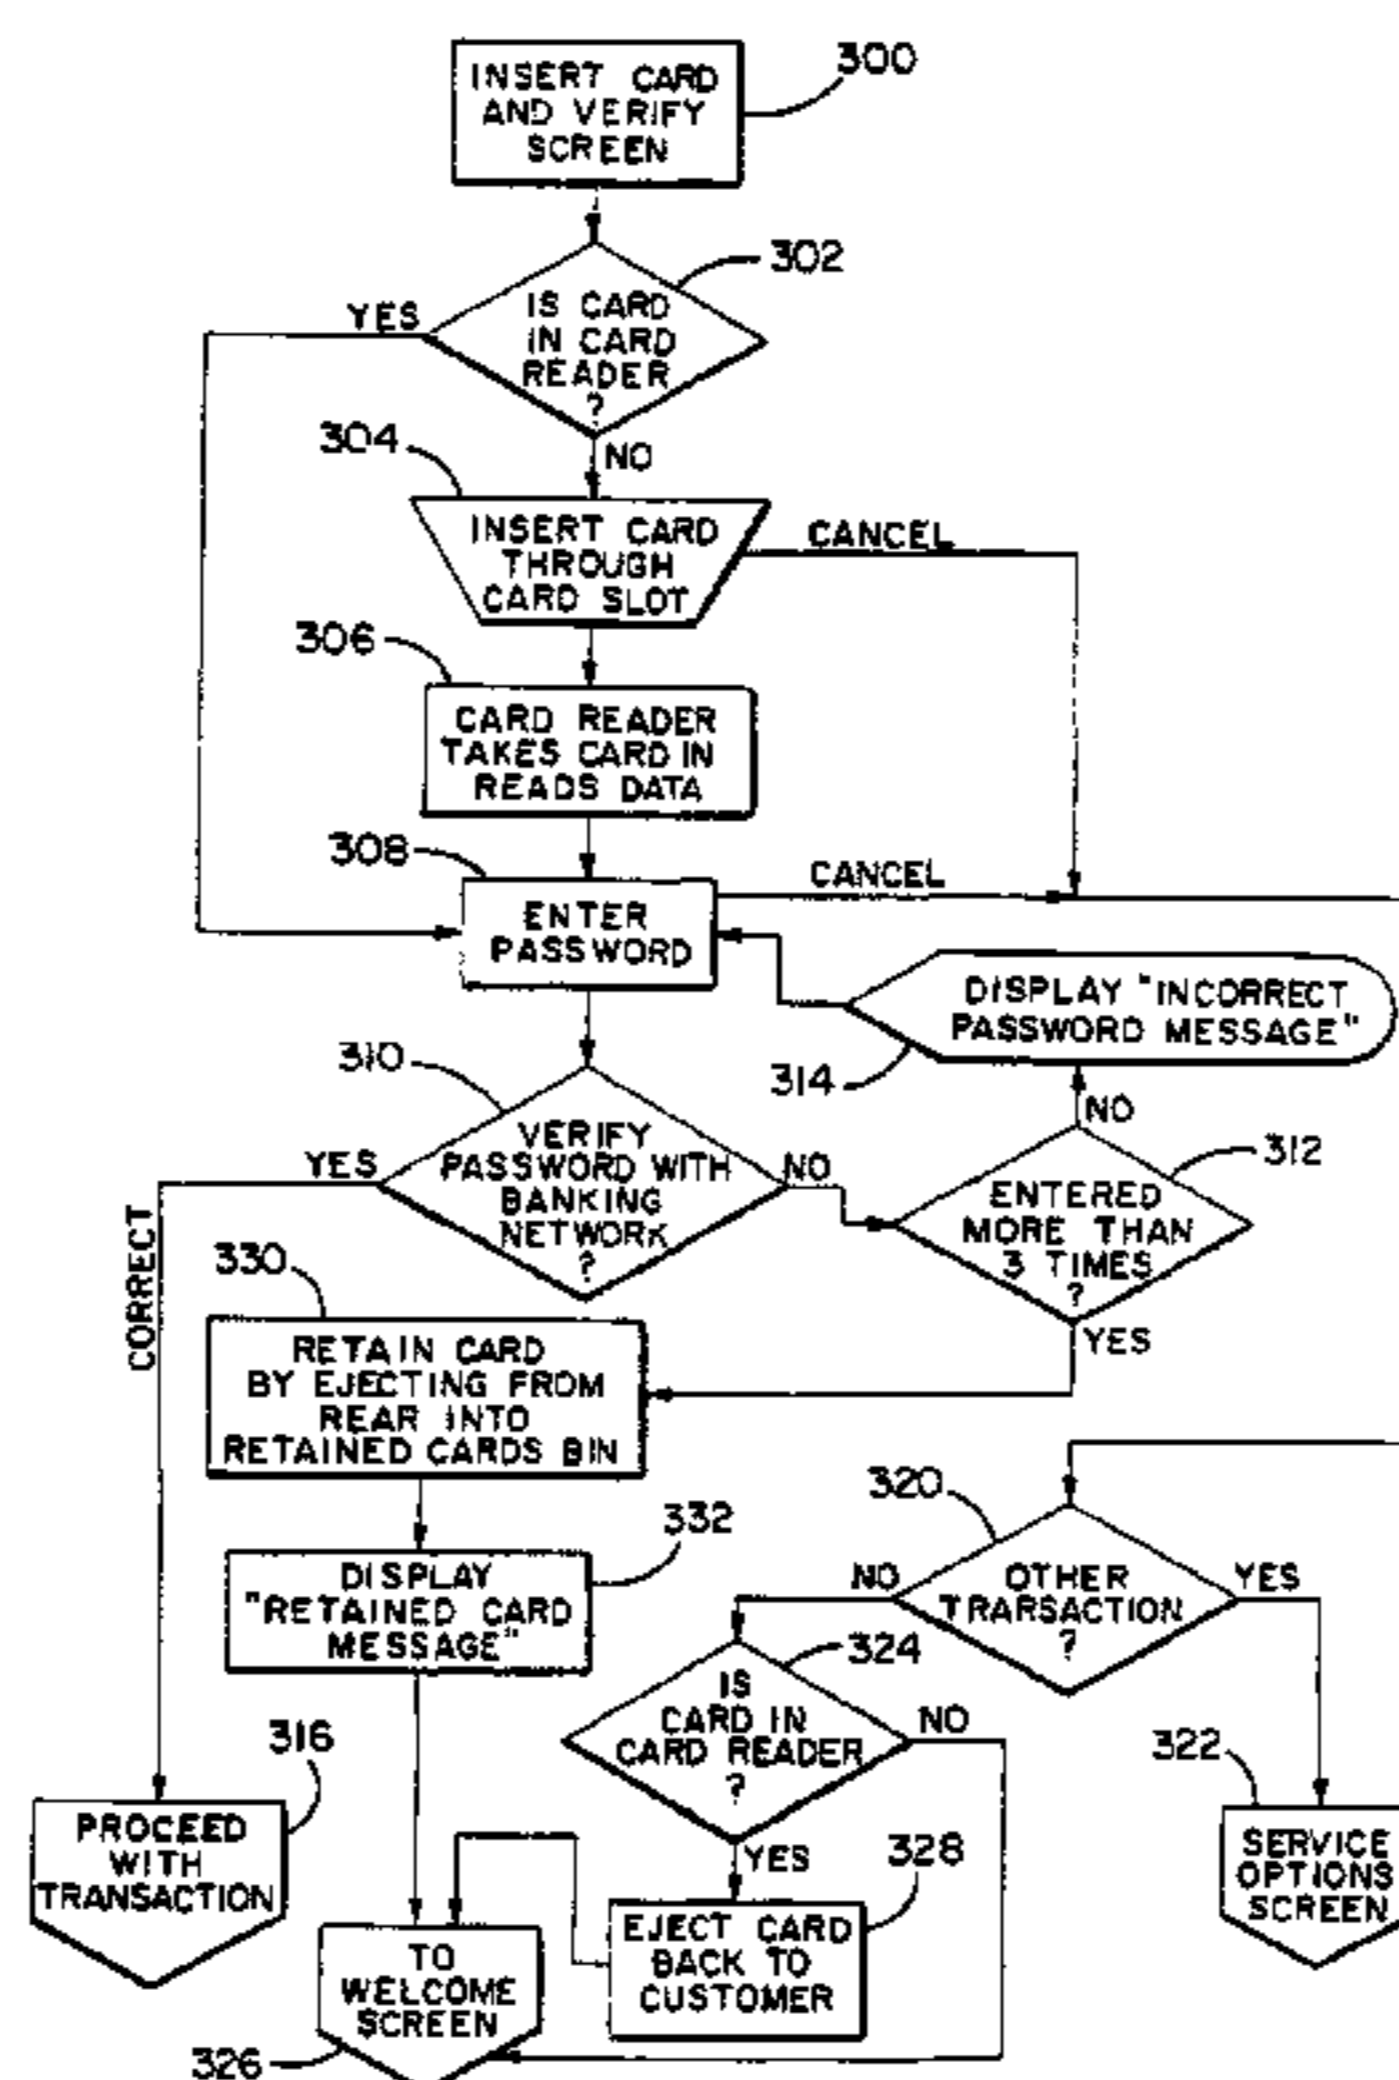 300
INSERT CARD
AND VERIFY
SCREEN
302
YES
IS CARD
IN CARD
READER
?
304
NO
INSERT CARD
THROUGH
CARD SLOT
CANCEL
306
CARD READER
TAKES CARD IN
READS DATA
308
CANCEL
ENTER
PASSWORD
DISPLAY "INCORRECT
PASSWORD MESSAGE"
314
310
NO
VERIFY
PASSWORD WITH
BANKING
NETWORK
?
YES
NO
312
ENTERED
MORE THAN
3 TIMES
?
YES
CORRECT
330
RETAIN CARD
BY EJECTING FROM
REAR INTO
RETAINED CARDS BIN
332
DISPLAY
"RETAINED CARD
MESSAGE"
320
NO
OTHER
TRARSACTION
?
YES
324
IS
CARD IN
CARD READER
?
NO
YES
316
PROCEED
WITH
TRANSACTION
322
SERVICE
OPTIONS
SCREEN
328
EJECT CARD
BACK TO
CUSTOMER
TO
WELCOME
SCREEN
326